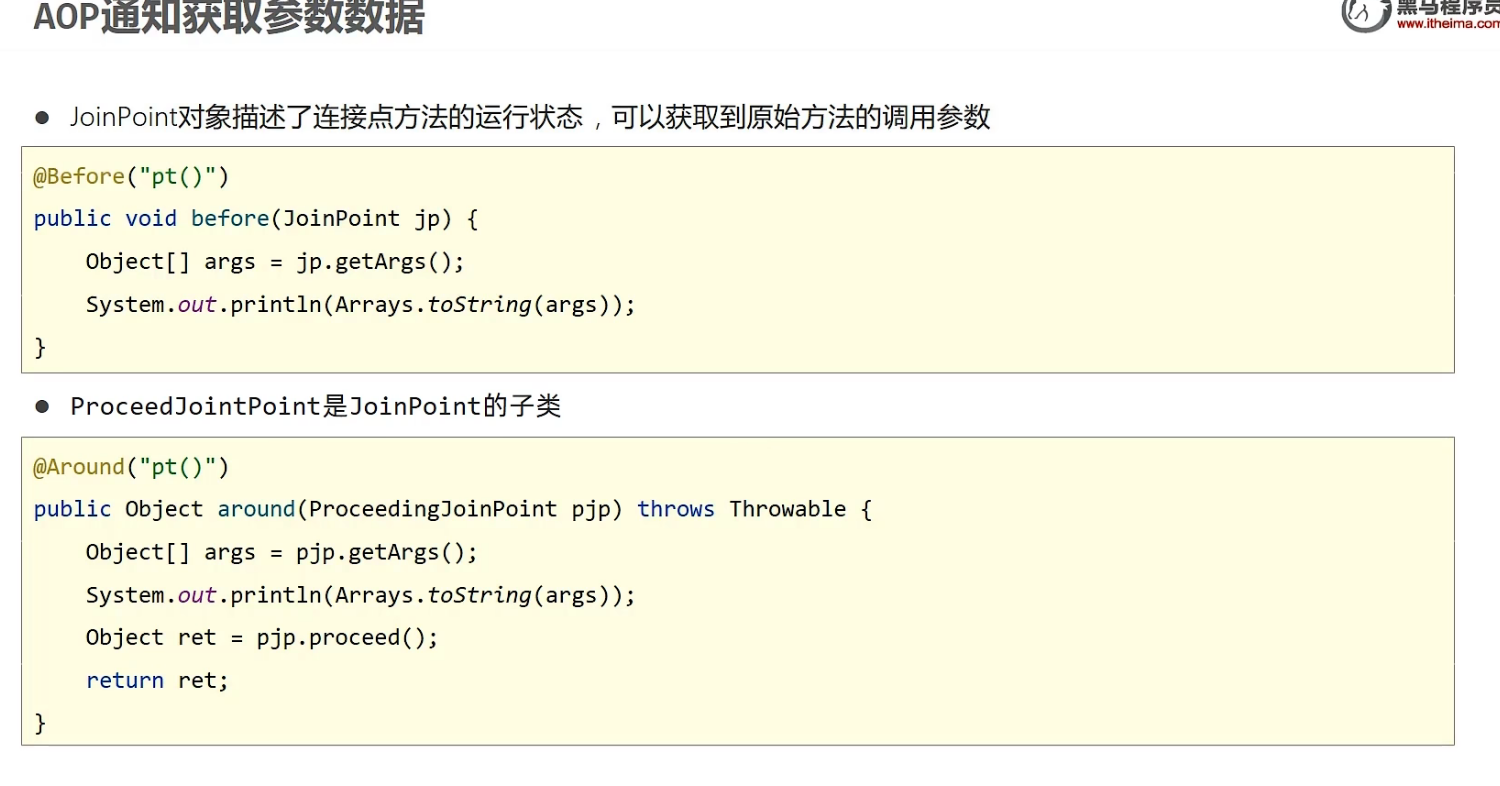 AOP通知获取参数数据
黑马程序员
www.itheima.com
● JoinPoint对象描述了连接点方法的运行状态，可以获取到原始方法的调用参数
@Before("pt()")
public void before(JoinPoint jp) {
    Object[] args = jp.getArgs();
    System.out.println(Arrays.toString(args));
}
● ProceedJointPoint是JoinPoint的子类
@Around("pt()")
public Object around(ProceedingJoinPoint pjp) throws Throwable {
    Object[] args = pjp.getArgs();
    System.out.println(Arrays.toString(args));
    Object ret = pjp.proceed();
    return ret;
}